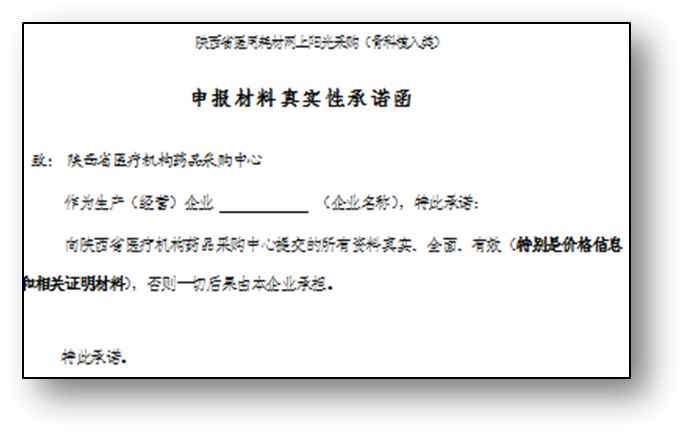 陕西省医用耗材网上阳光采购（骨科植入类）
申报材料真实性承诺函
致： 陕西省医疗机构药品采购中心
作为生产（经营）企业 （企业名称），特此承诺：
向陕西省医疗机构药品采购中心提交的所有资料真实、全面、有效（特别是价格信息
和相关证明材料），否则一切后果由本企业承担。
特此承诺。